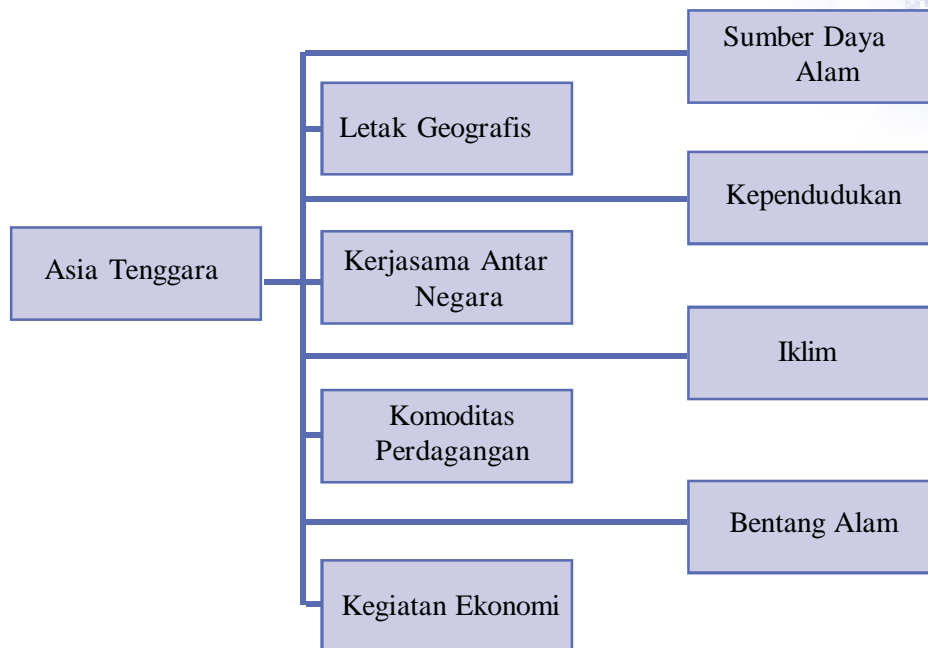 Sumber Daya
Alam
Letak Geografis
Kependudukan
Asia Tenggara
Kerjasama Antar
Negara
Iklim
Komoditas
Perdagangan
Bentang Alam
Kegiatan Ekonomi